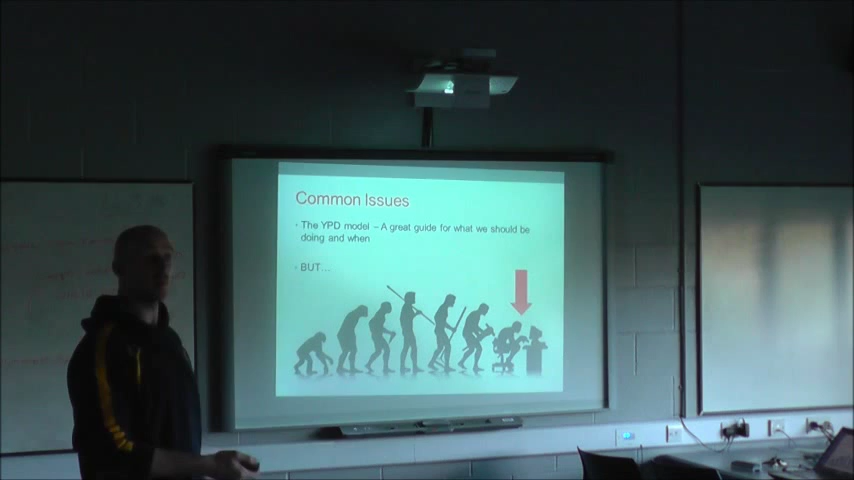 Common Issues
• The YPD model – A great guide for what we should be
doing and when
• BUT…